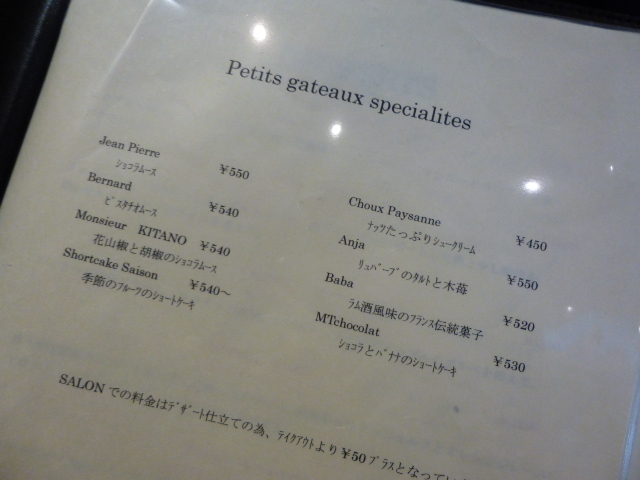 Petits gateaux specialites
Jean Pierre ¥550
ショコラムース
Bernard ¥540
ピスタチオムース
Monsieur KITANO ¥540
花山椒と胡椒のショコラムース
Shortcake Saison ¥540～
季節のフルーツのショートケーキ
Choux Paysanne ¥450
ナッツたっぷりシュークリーム
Anja ¥550
リュバーブのタルトと木苺
Baba ¥520
ラム酒風味のフランス伝統菓子
MTchocolat ¥530
ショコラとバナナのショートケーキ
SALONでの料金はデザート仕立ての為、テイクアウトより¥50プラスとなってい